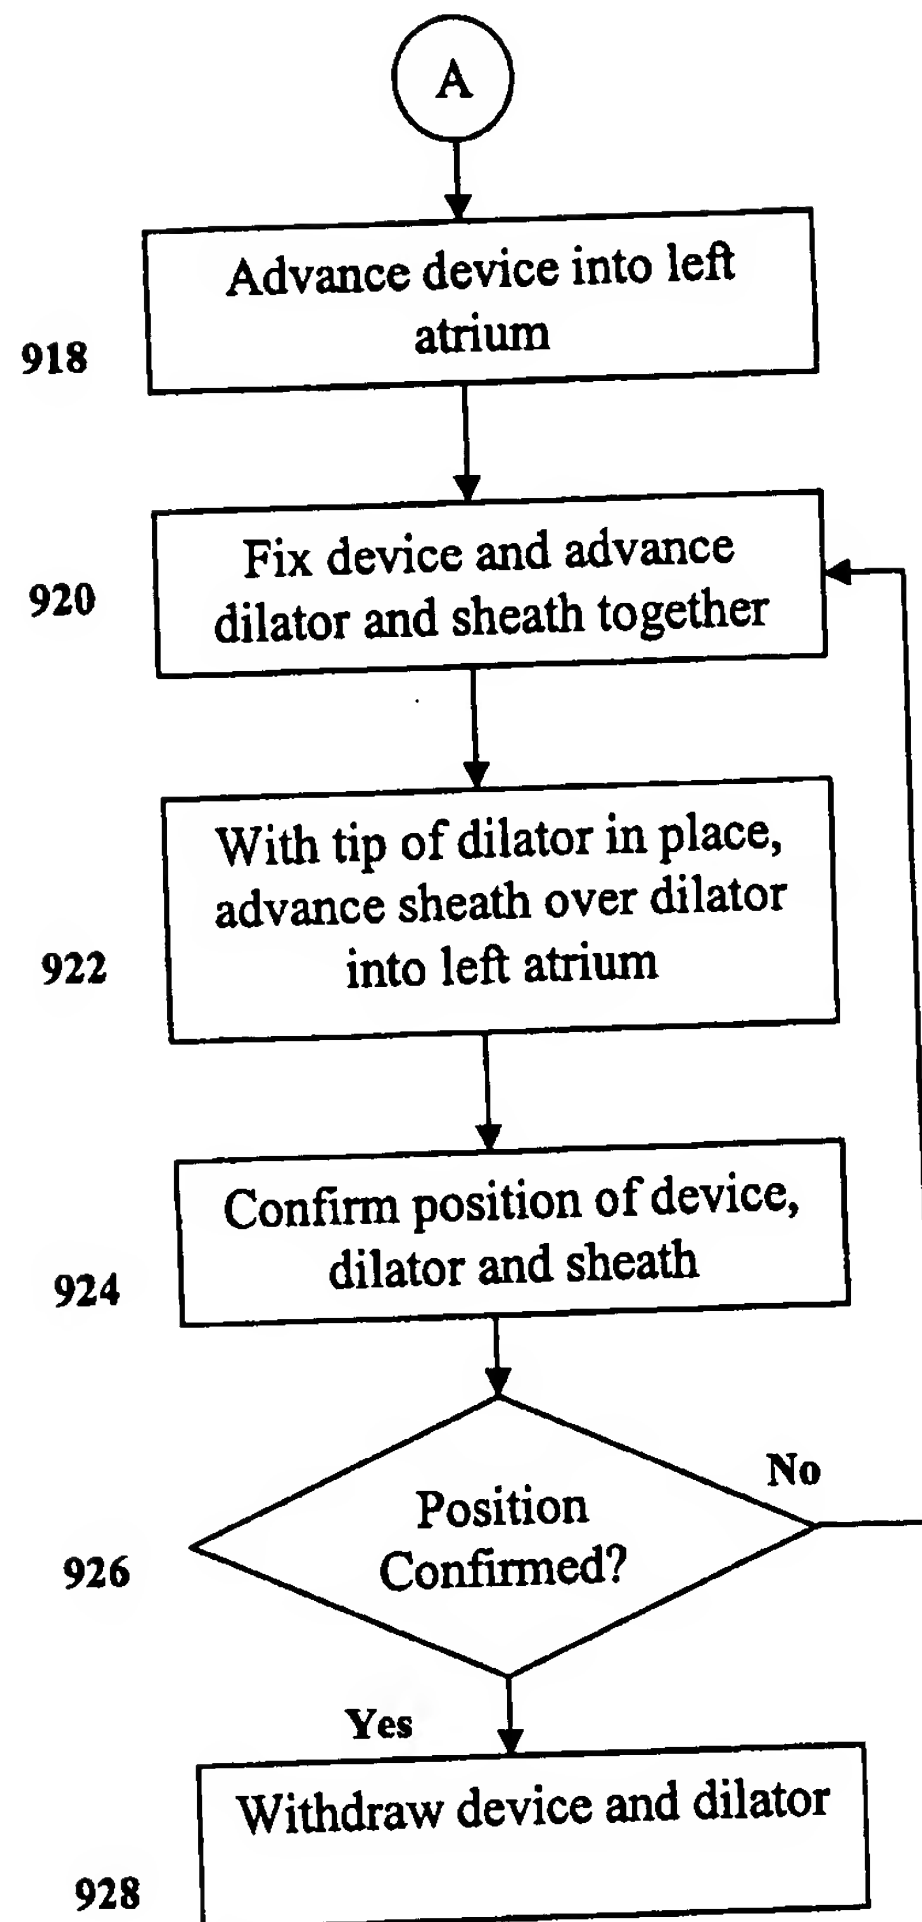 A
Advance device into left
atrium
918
Fix device and advance
dilator and sheath together
920
With tip of dilator in place,
advance sheath over dilator
into left atrium
922
Confirm position of device,
dilator and sheath
924
No
Position
Confirmed?
926
Yes
Withdraw device and dilator
928